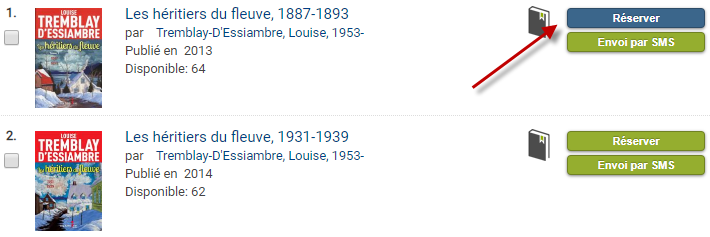 1.
LOUISE
TREMBLAY
D'ESSIAMBRE
héritiers du fleuve
Les héritiers du fleuve, 1887-1893
par Tremblay-D'Essiambre, Louise, 1953-
Publié en 2013
Disponible: 64
Réserver
Envoi par SMS
2.
LOUISE
TREMBLAY
D'ESSIAMBRE
héritiers du fleuve
Les héritiers du fleuve, 1931-1939
par Tremblay-D'Essiambre, Louise, 1953-
Publié en 2014
Disponible: 62
Réserver
Envoi par SMS